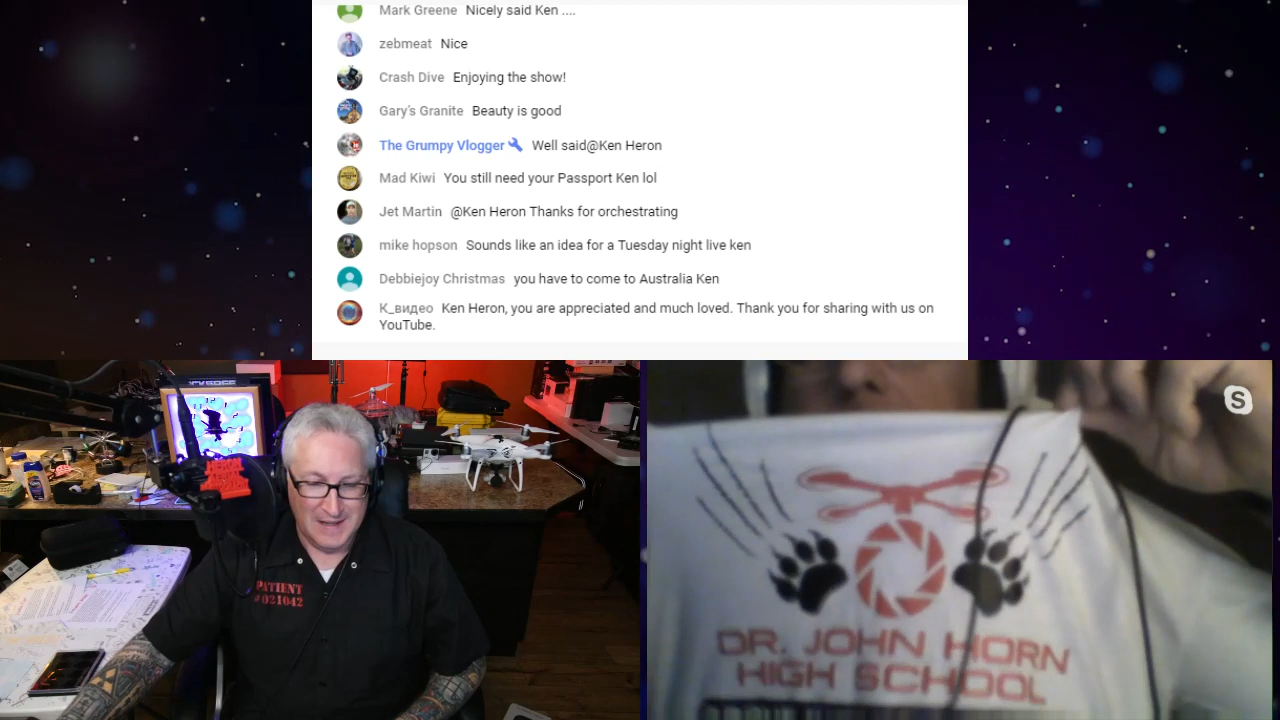 Mark Greene Nicely said Ken ....
zebmeat Nice
Crash Dive Enjoying the show!
Gary's Granite Beauty is good
The Grumpy Vlogger Well said@Ken Heron
Mad Kiwi You still need your Passport Ken lol
Jet Martin @Ken Heron Thanks for orchestrating
mike hopson Sounds like an idea for a Tuesday night live ken
Debbiejoy Christmas you have to come to Australia Ken
К_видео Ken Heron, you are appreciated and much loved. Thank you for sharing with us on
YouTube.
PATIENT
#021042
S
DR. JOHN HORN
HIGH SCHOOL